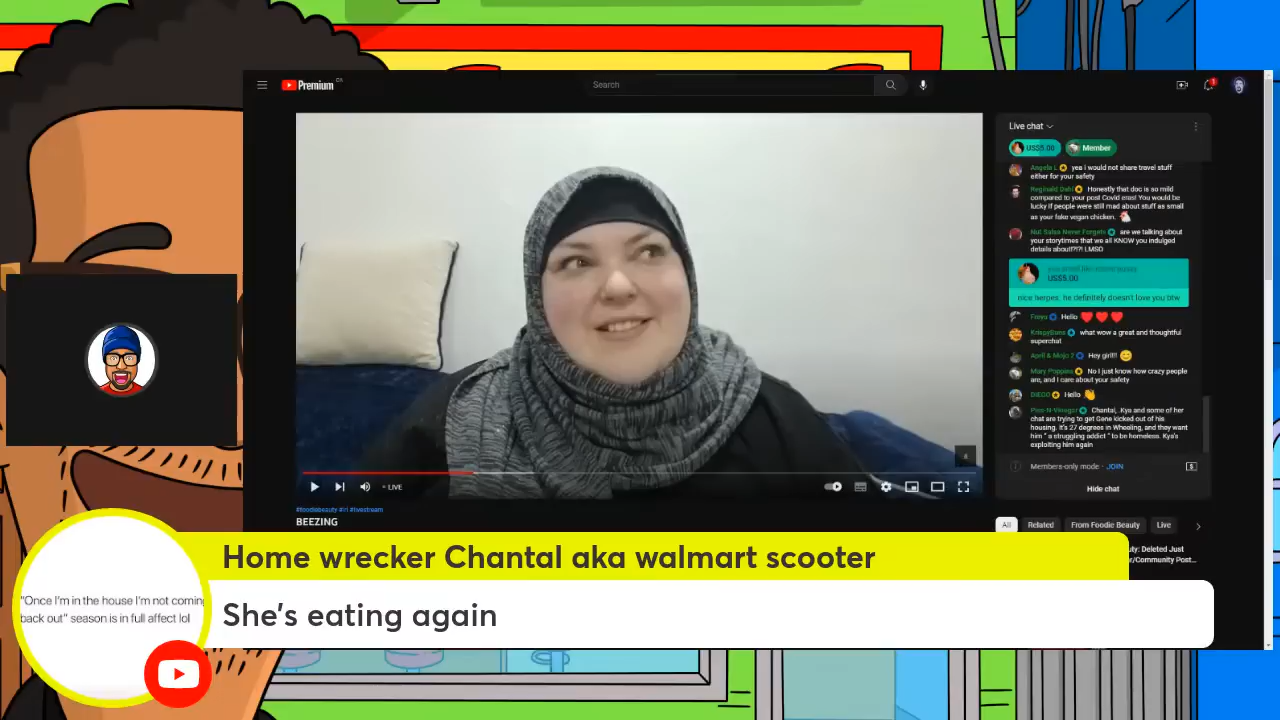 Premium CA
Search
1
Live chat
US$5.00
Member
Angela L yea i would not share travel stuff
either for your safety
Reginald Dahl Honestly that doc is so mild
compared to your post Covid eras! You would be
lucky if people were still mad about stuff as small
as your fake vegan chicken.
Nut Salsa Never Forgets are we talking about
your storytimes that we all KNOW you indulged
details about!?!? LMSO
US$5.00
nice herpes, he definitely doesn't love you btw
Freya Hello
KrispyBuns what wow a great and thoughtful
superchat
April & Mojo 2 Hey girl!!!
Mary Poppins No I just know how crazy people
are, and I care about your safety
DIEGO Hello
Piss-N-Vinegar Chantal, Kya and some of her
chat are trying to get Gene kicked out of his
housing. It's 27 degrees in Wheeling, and they want
him " a struggling addict " to be homeless. Kya's
exploiting him again
Members-only mode · JOIN
Hide chat
LIVE
#foodiebeauty #irl #livestream
BEEZING
All Related From Foodie Beauty Live
uty: Deleted Just
r/Community Post...
Home wrecker Chantal aka walmart scooter
She's eating again
"Once I'm in the house I'm not coming
back out" season is in full affect lol